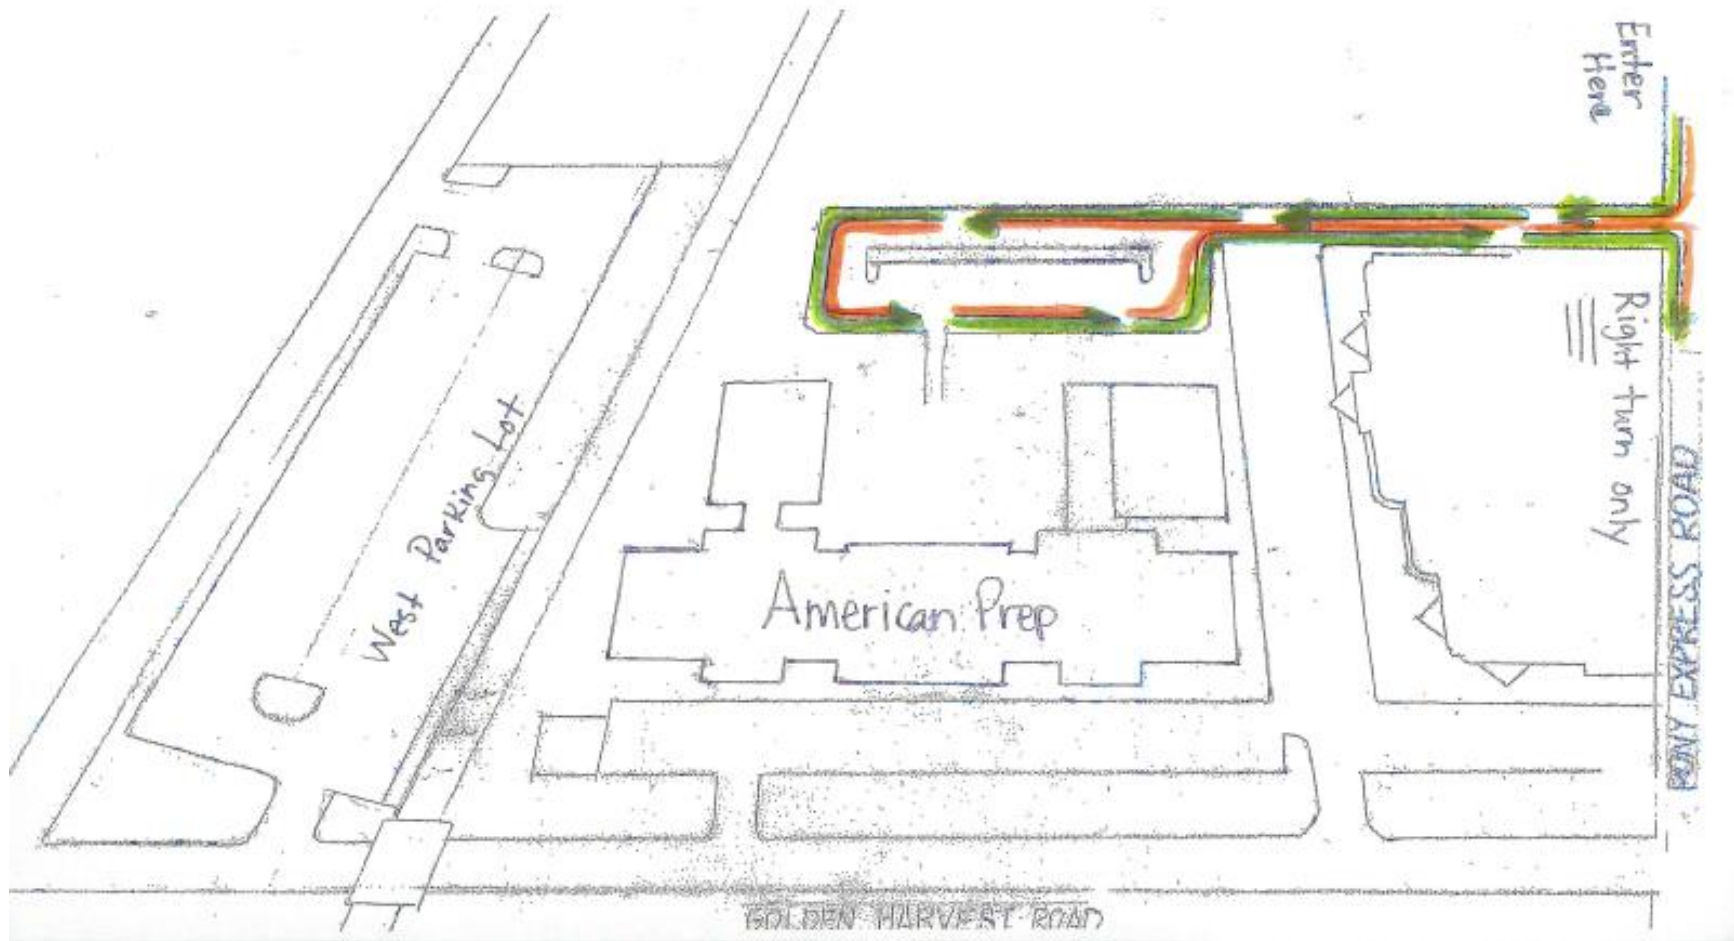 Enter
Here
Right turn only
PONY EXPRESS ROAD
West Parking Lot
American Prep
GOLDEN HARVEST ROAD